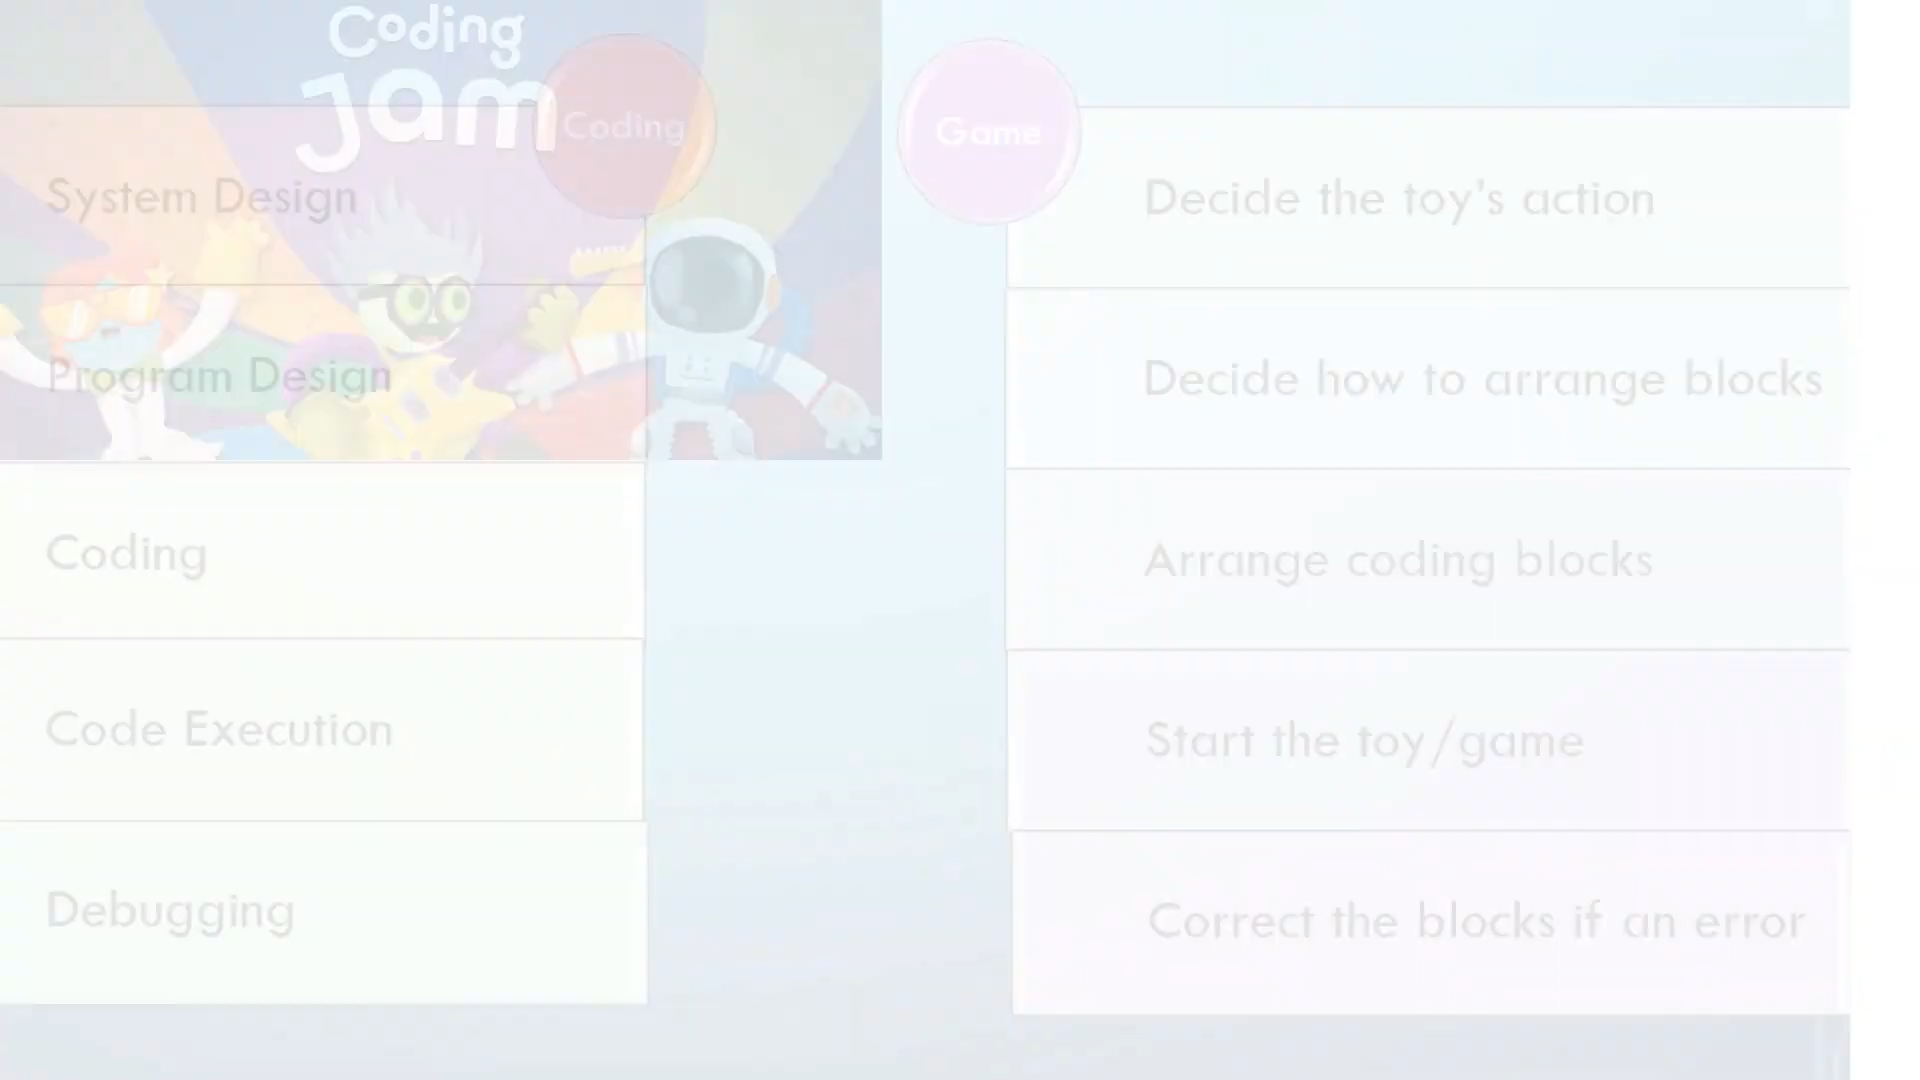 Coding
Jam
Coding
Game
System Design
Decide the toy's action
Program Design
Decide how to arrange blocks
Coding
Arrange coding blocks
Code Execution
Start the toy/game
Debugging
Correct the blocks if an error